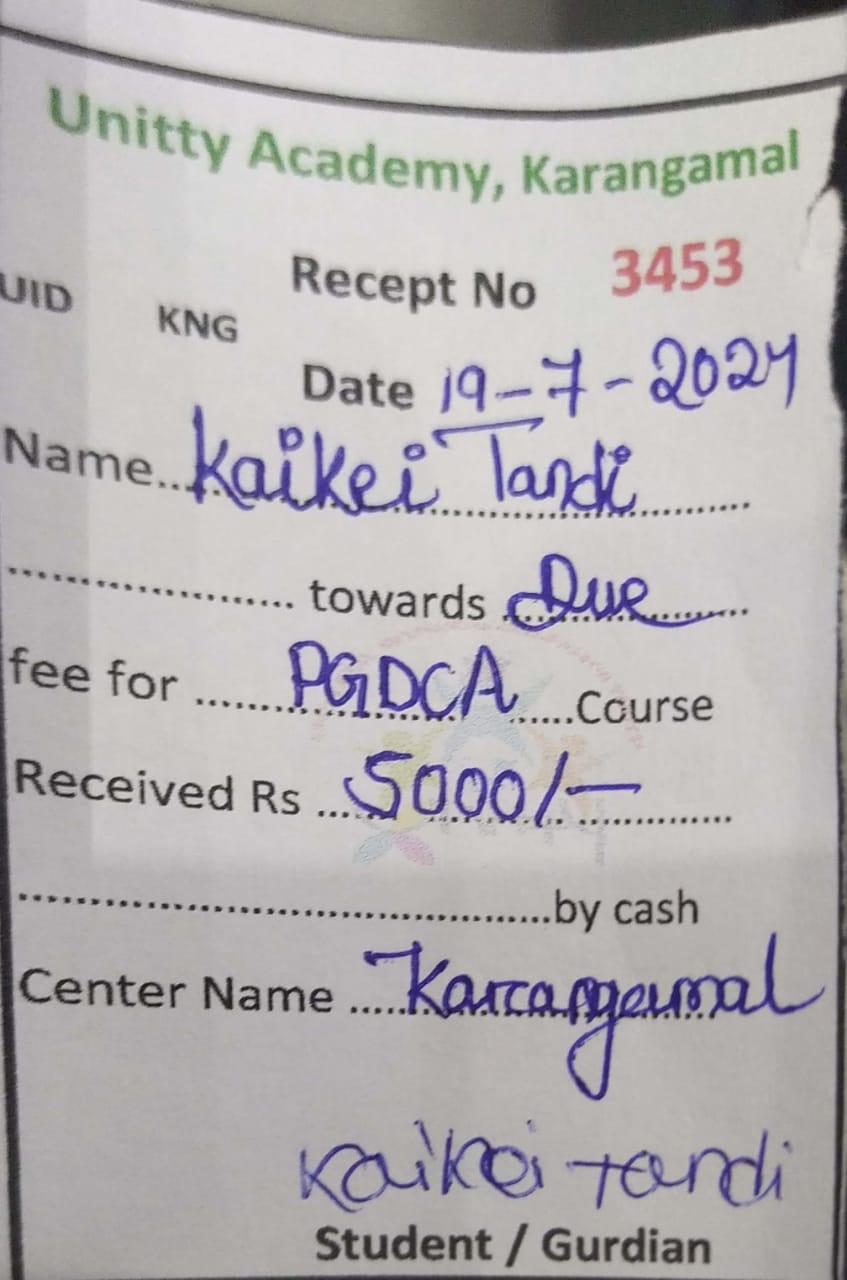 Unitty Academy, Karangamal
Recept No 3453
UID KNG
Date 19-7-2024
Name...Kaikei Tandi..........
.................... towards Due.........
fee for ......PGDCA......Course
Received Rs ...5000/-..............
..........................................by cash
Center Name .....Karangamal
Kaikei Tandi
Student / Gurdian